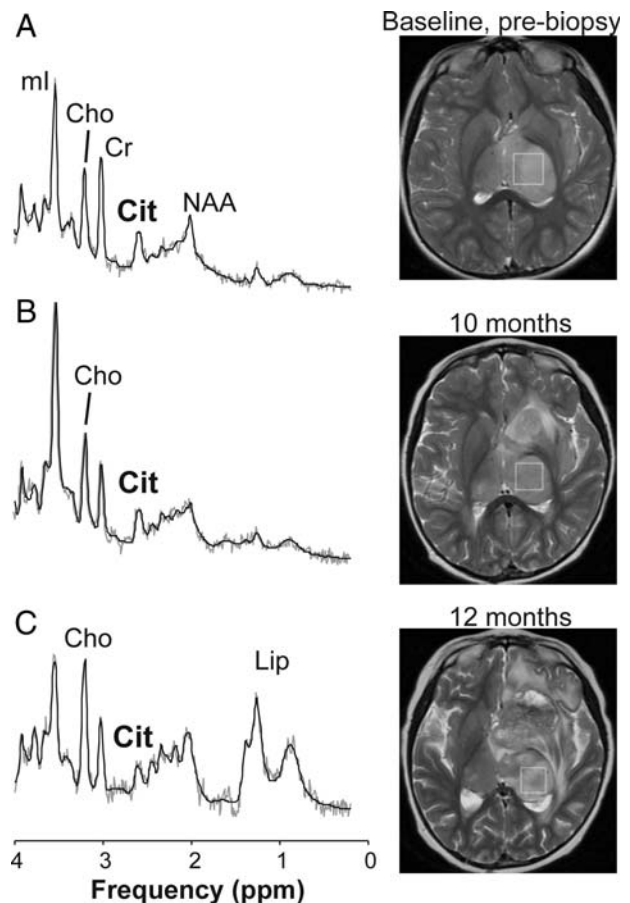 A
Baseline, pre-biopsy
mI
Cho
Cr
Cit
NAA
B
10 months
Cho
Cit
C
12 months
Cho
Lip
Cit
4 3 2 1 0
Frequency (ppm)